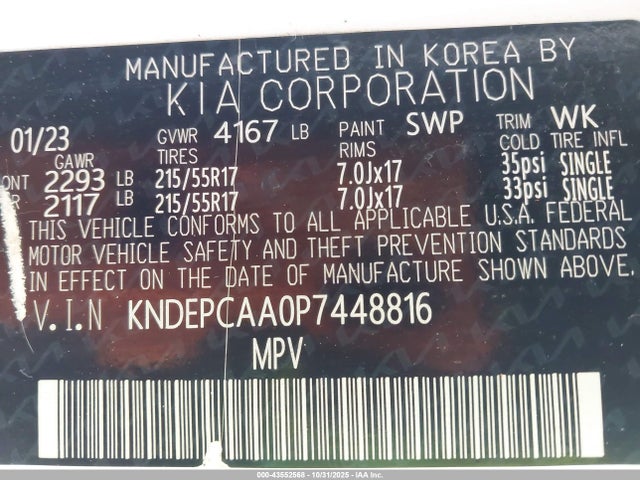 MANUFACTURED IN KOREA BY
KIA CORPORATION
01/23 GVWR 4167 LB PAINT SWP TRIM WK
GAWR TIRES RIMS COLD TIRE INFL
ONT 2293 LB 215/55R17 7.0Jx17 35psi SINGLE
R 2117 LB 215/55R17 7.0Jx17 33psi SINGLE
THIS VEHICLE CONFORMS TO ALL APPLICABLE U.S.A. FEDERAL
MOTOR VEHICLE SAFETY AND THEFT PREVENTION STANDARDS
IN EFFECT ON THE DATE OF MANUFACTURE SHOWN ABOVE.
V.I.N KNDEPCAA0P7448816
MPV
000-43552568 - 10/31/2025 - IAA Inc.